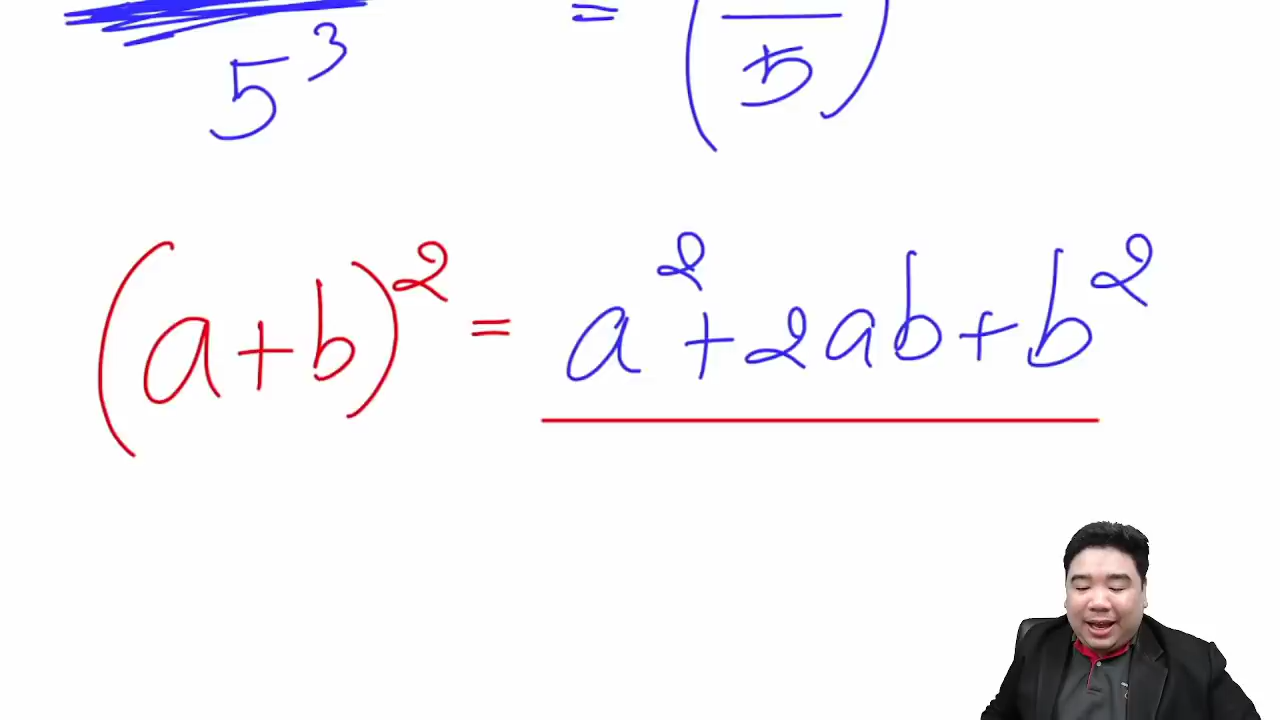 5³ = ( / 5)
(a+b)² = a² + 2ab + b²